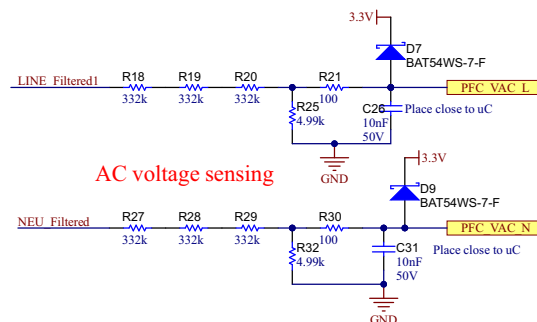 3.3V
D7
BAT54WS-7-F
LINE_Filtered1
R18
R19
R20
R21
PFC_VAC_L
332k
332k
332k
100
R25
4.99k
C26
Place close to uC
10nF
50V
GND
AC voltage sensing
3.3V
D9
BAT54WS-7-F
NEU_Filtered
R27
R28
R29
R30
PFC_VAC_N
332k
332k
332k
100
R32
4.99k
C31
Place close to uC
10nF
50V
GND